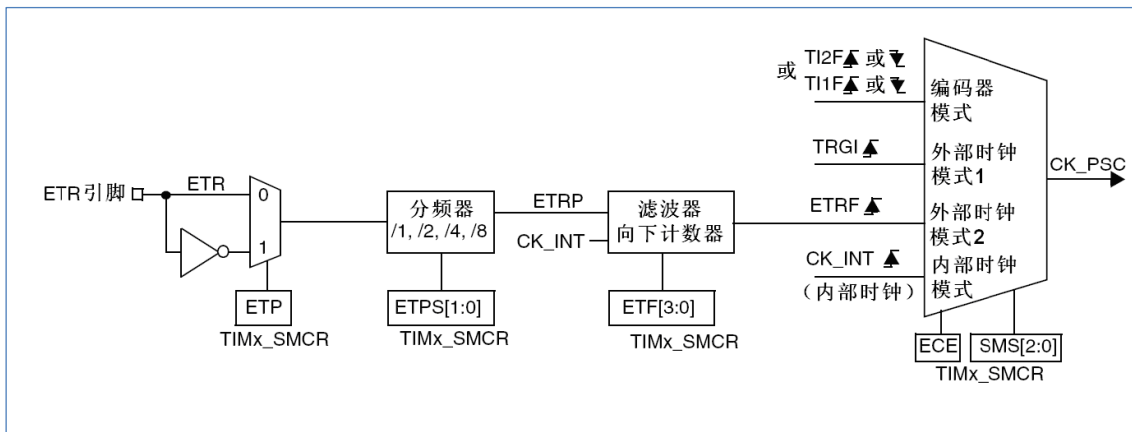 ETR引脚
ETR
0
1
ETP
TIMx_SMCR
分频器
/1, /2, /4, /8
ETPS[1:0]
TIMx_SMCR
ETRP
CK_INT
滤波器
向下计数器
ETF[3:0]
TIMx_SMCR
或 TI2F 或
TI1F 或
编码器
模式
TRGI
外部时钟
模式1
ETRF
外部时钟
模式2
CK_INT
(内部时钟)
内部时钟
模式
CK_PSC
ECE
SMS[2:0]
TIMx_SMCR